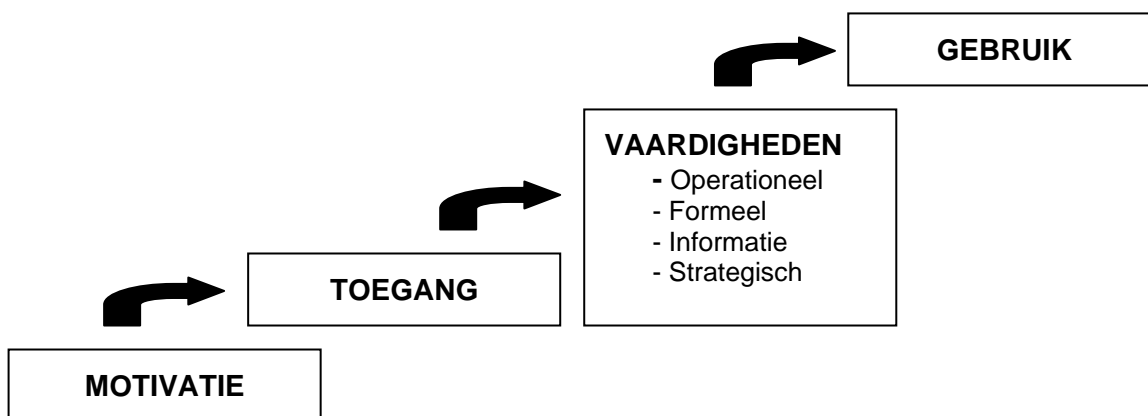 GEBRUIK
VAARDIGHEDEN
- Operationeel
- Formeel
- Informatie
- Strategisch
TOEGANG
MOTIVATIE